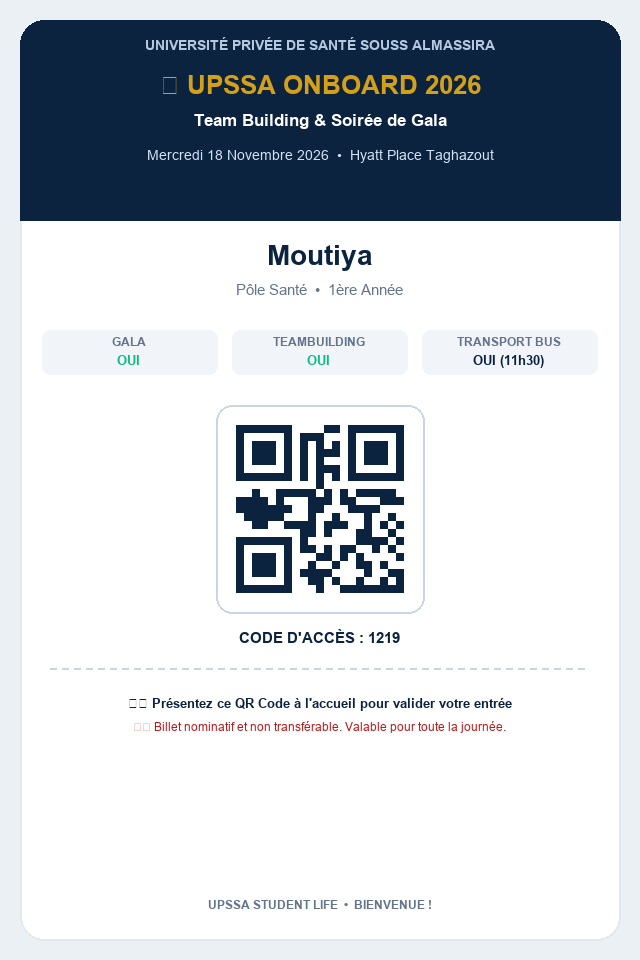 UNIVERSITÉ PRIVÉE DE SANTÉ SOUSS ALMASSIRA
UPSSA ONBOARD 2026
Team Building & Soirée de Gala
Mercredi 18 Novembre 2026 • Hyatt Place Taghazout
Moutiya
Pôle Santé • 1ère Année
GALA
OUI
TEAMBUILDING
OUI
TRANSPORT BUS
OUI (11h30)
CODE D'ACCÈS : 1219
Présentez ce QR Code à l'accueil pour valider votre entrée
Billet nominatif et non transférable. Valable pour toute la journée.
UPSSA STUDENT LIFE • BIENVENUE !